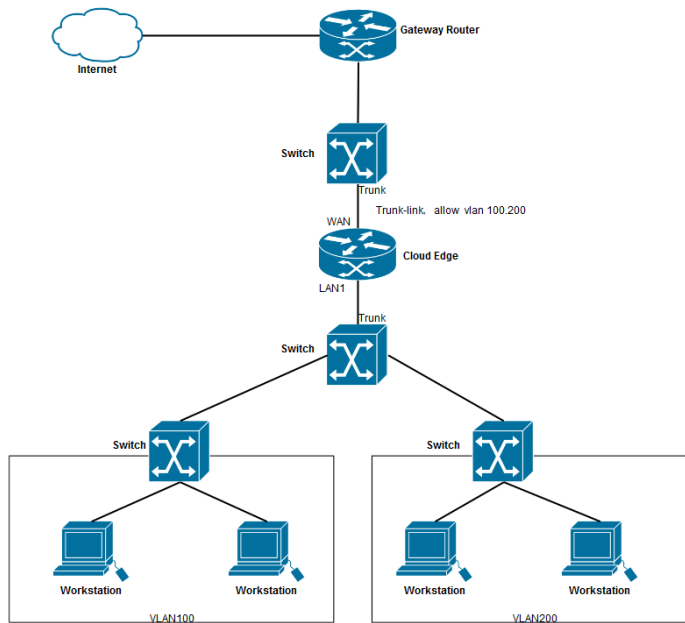 Gateway Router
Internet
Switch
Trunk
Trunk-link, allow vlan 100.200
WAN
Cloud Edge
LAN1
Trunk
Switch
Switch
Switch
Workstation
Workstation
Workstation
Workstation
VLAN100
VLAN200